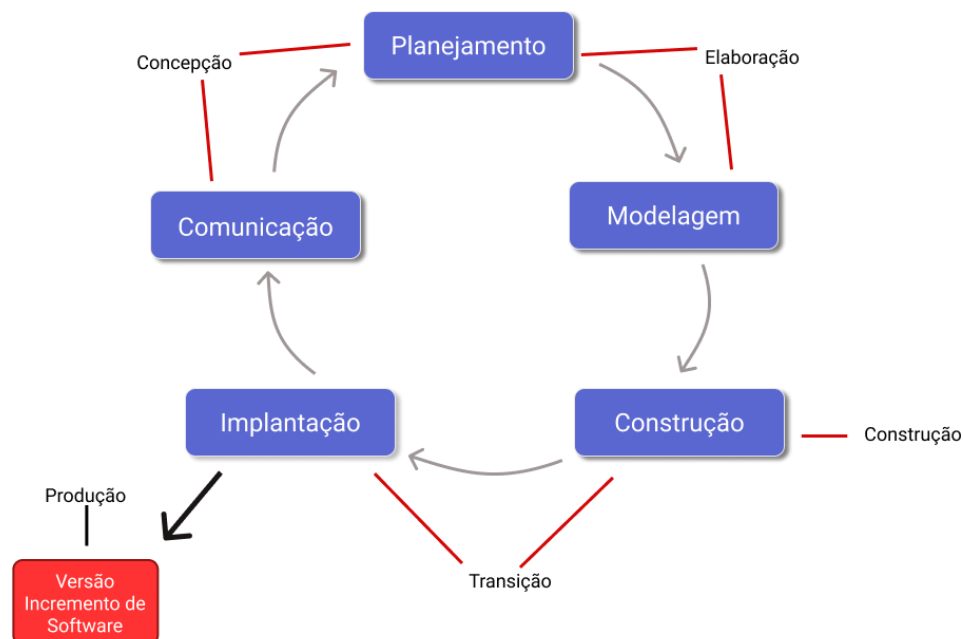 Planejamento
Concepção
Elaboração
Comunicação
Modelagem
Implantação
Construção
Construção
Produção
Transição
Versão
Incremento de
Software